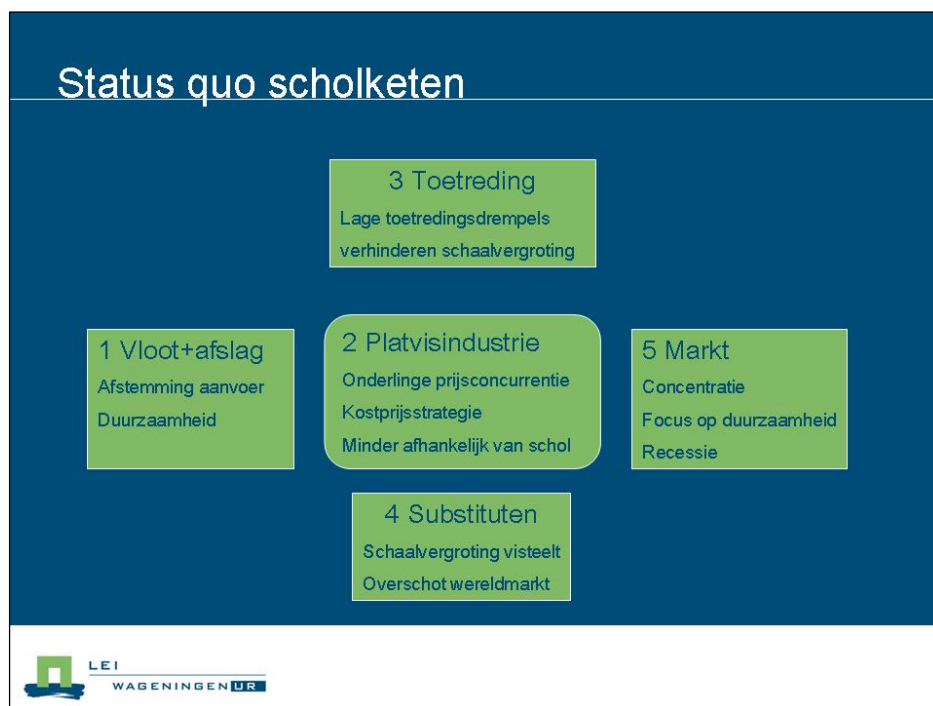 Status quo scholketen
3 Toetreding
Lage toetredingsdrempels
verhinderen schaalvergroting
1 Vloot+afslag
Afstemming aanvoer
Duurzaamheid
2 Platvisindustrie
Onderlinge prijsconcurrentie
Kostprijsstrategie
Minder afhankelijk van schol
5 Markt
Concentratie
Focus op duurzaamheid
Recessie
4 Substituten
Schaalvergroting visteelt
Overschot wereldmarkt
LEI
WAGENINGEN UR